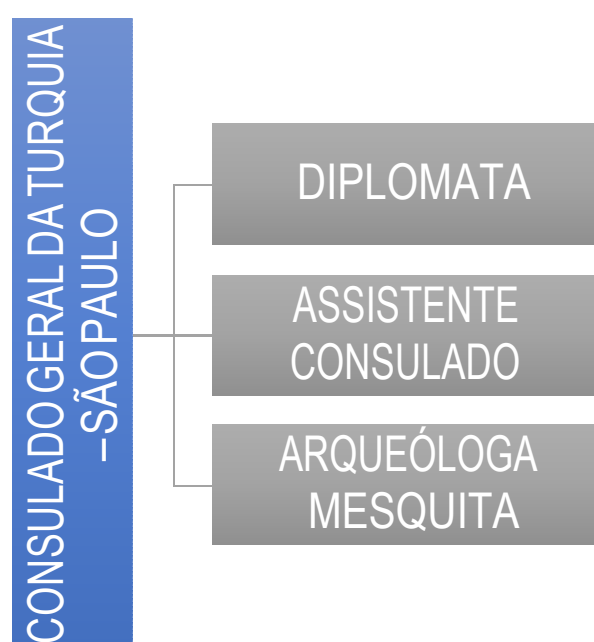 CONSULADO GERAL DA TURQUIA
–SÃO PAULO
DIPLOMATA
ASSISTENTE
CONSULADO
ARQUEÓLOGA
MESQUITA